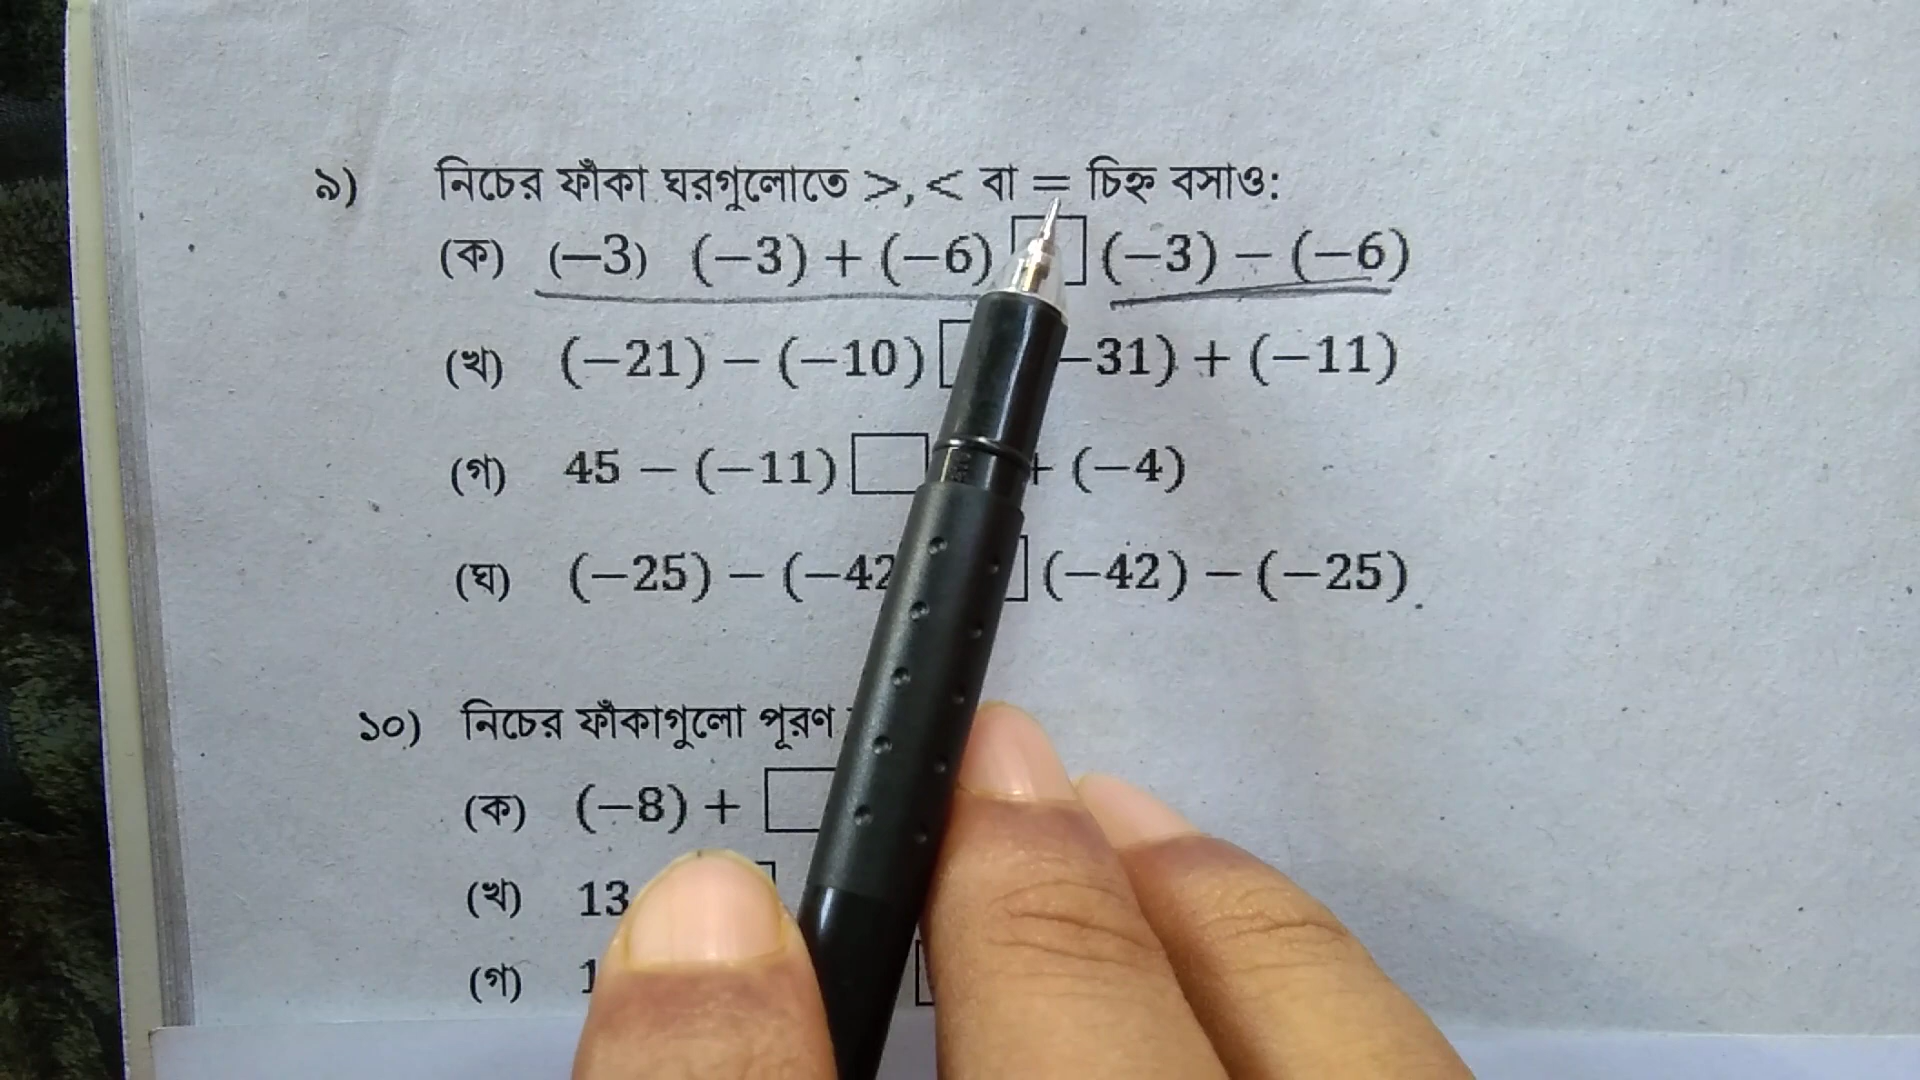 ৯) নিচের ফাঁকা ঘরগুলোতে >, < বা = চিহ্ন বসাও:
(ক) (−3) (−3) + (−6) □ (−3) − (−6)
(খ) (−21) − (−10) −31) + (−11)
(গ) 45 − (−11) □ + (−4)
(ঘ) (−25) − (−42 (−42) − (−25)
১০) নিচের ফাঁকাগুলো পূরণ
(ক) (−8) + □
(খ) 13
(গ) 1